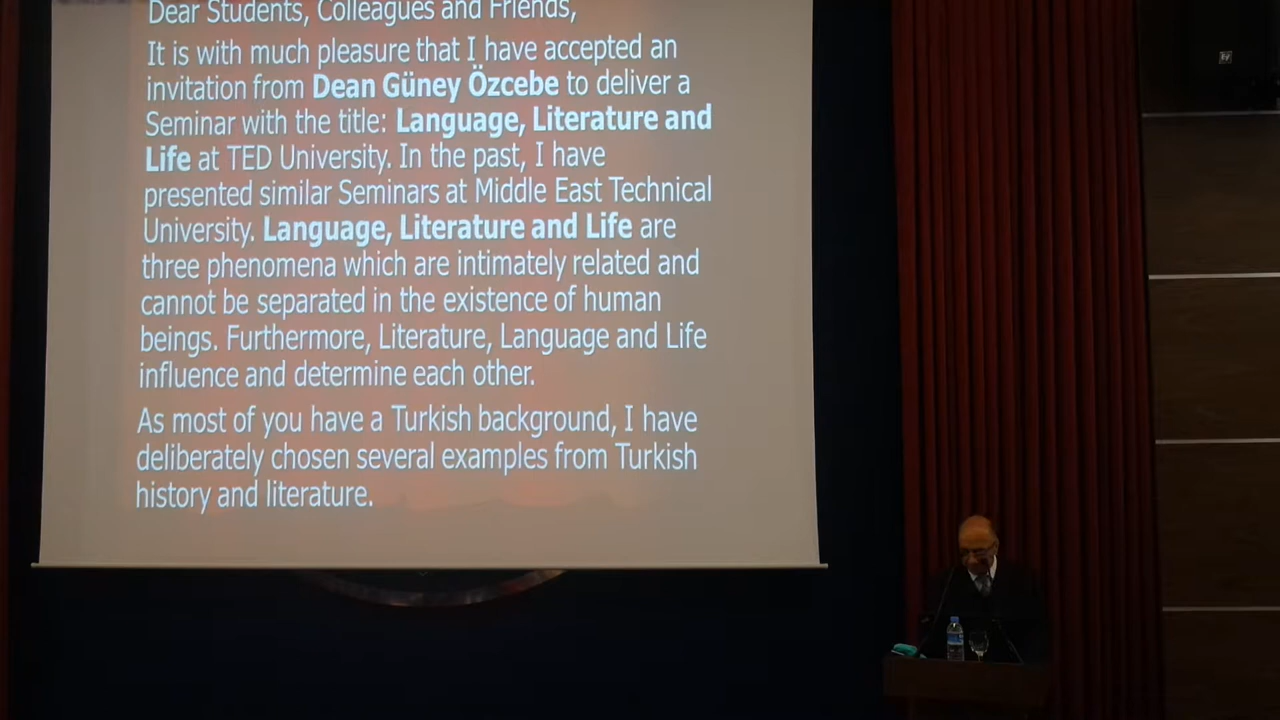 Dear Students, Colleagues and Friends,
It is with much pleasure that I have accepted an
invitation from Dean Güney Özcebe to deliver a
Seminar with the title: Language, Literature and
Life at TED University. In the past, I have
presented similar Seminars at Middle East Technical
University. Language, Literature and Life are
three phenomena which are intimately related and
cannot be separated in the existence of human
beings. Furthermore, Literature, Language and Life
influence and determine each other.
As most of you have a Turkish background, I have
deliberately chosen several examples from Turkish
history and literature.